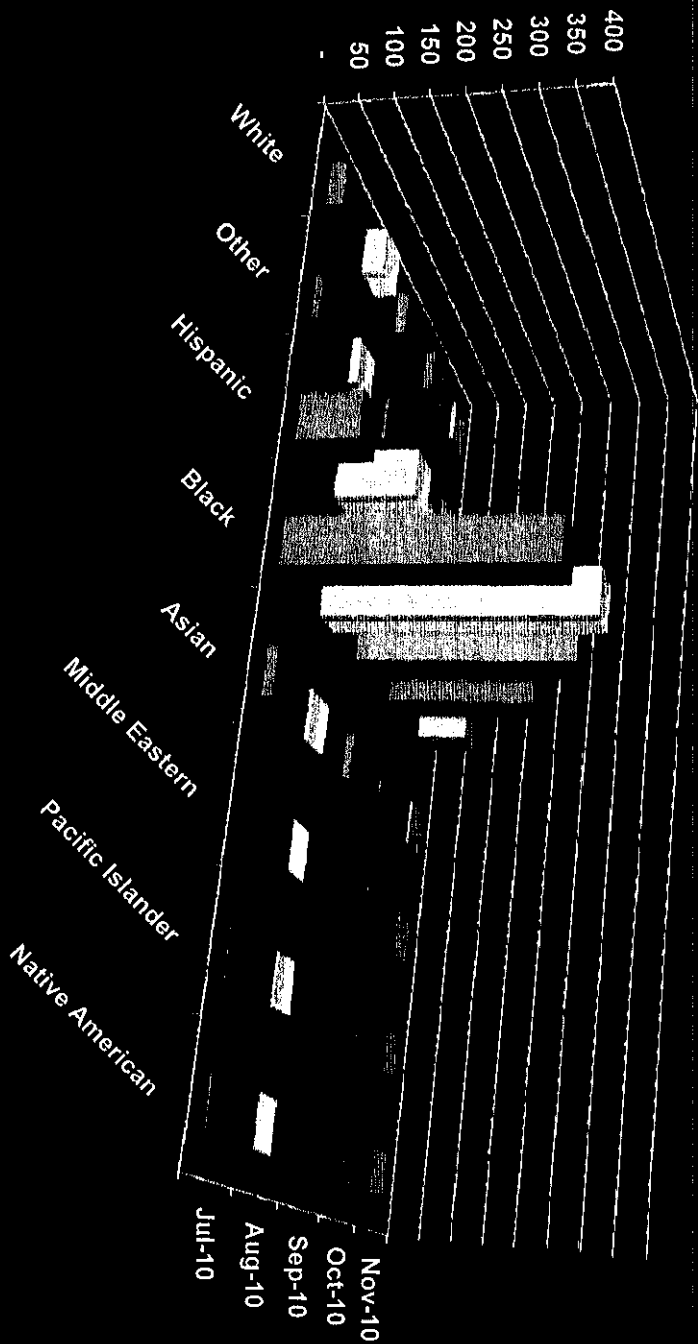 400
350
300
250
200
150
100
50
-
White
Other
Hispanic
Black
Asian
Middle Eastern
Pacific Islander
Native American
Jul-10
Aug-10
Sep-10
Oct-10
Nov-10